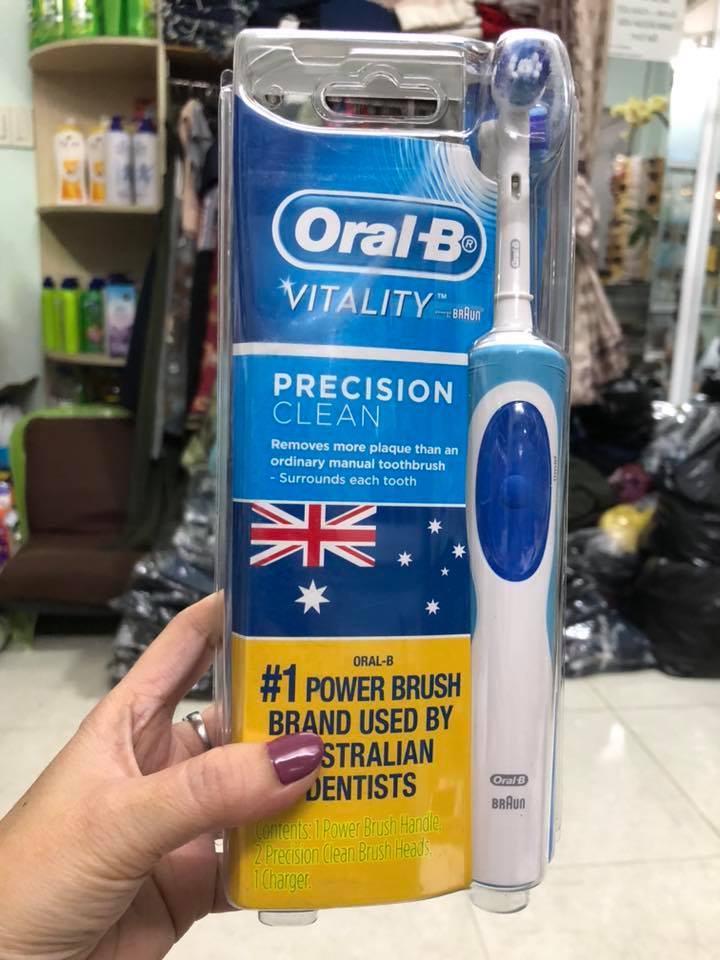 Oral-B®
VITALITY™ BRAUN
PRECISION
CLEAN
Removes more plaque than an
ordinary manual toothbrush
- Surrounds each tooth
ORAL-B
#1 POWER BRUSH
BRAND USED BY
STRALIAN
DENTISTS
Contents: 1 Power Brush Handle,
2 Precision Clean Brush Heads,
1 Charger.
Oral-B
Oral-B
BRAUN